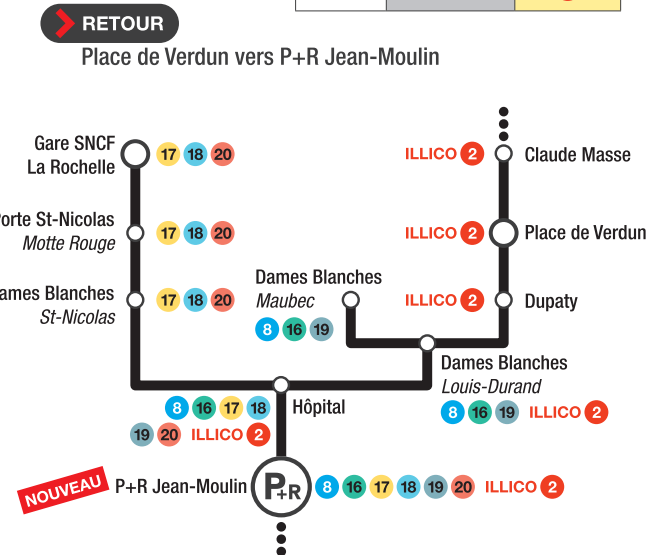 RETOUR
Place de Verdun vers P+R Jean-Moulin
Gare SNCF
La Rochelle
17 18 20
ILLICO 2
Claude Masse
orte St-Nicolas
Motte Rouge
17 18 20
ILLICO 2
Place de Verdun
ames Blanches
St-Nicolas
17 18 20
Dames Blanches
Maubec
8 16 19
ILLICO 2
Dupaty
Dames Blanches
Louis-Durand
8 16 19 ILLICO 2
8 16 17 18
19 20 ILLICO 2
Hôpital
NOUVEAU
P+R Jean-Moulin
P+R
8 16 17 18 19 20 ILLICO 2